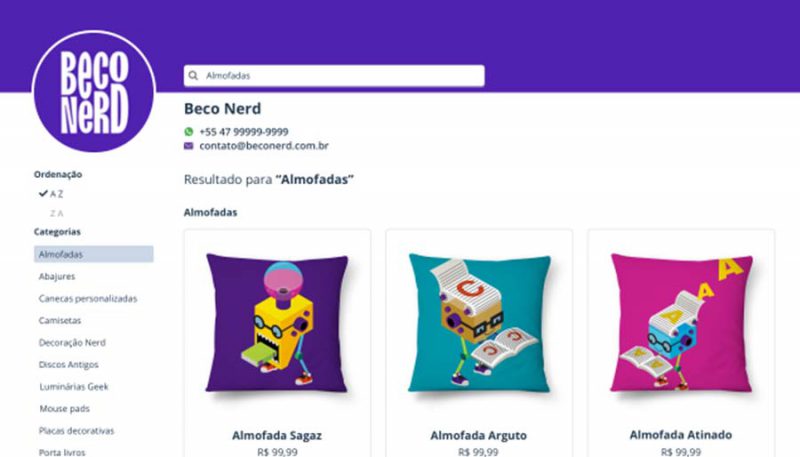 BECO
NERD
Almofadas
Beco Nerd
+55 47 99999-9999
contato@beconerd.com.br
Ordenação
A Z
Z A
Categorias
Almofadas
Abajures
Canecas personalizadas
Camisetas
Decoração Nerd
Discos Antigos
Luminárias Geek
Mouse pads
Placas decorativas
Porta livros
Resultado para “Almofadas”
Almofadas
C
C C
A
A
A
A A
Almofada Sagaz
R$ 99,99
Almofada Arguto
R$ 99,99
Almofada Atinado
R$ 99,99